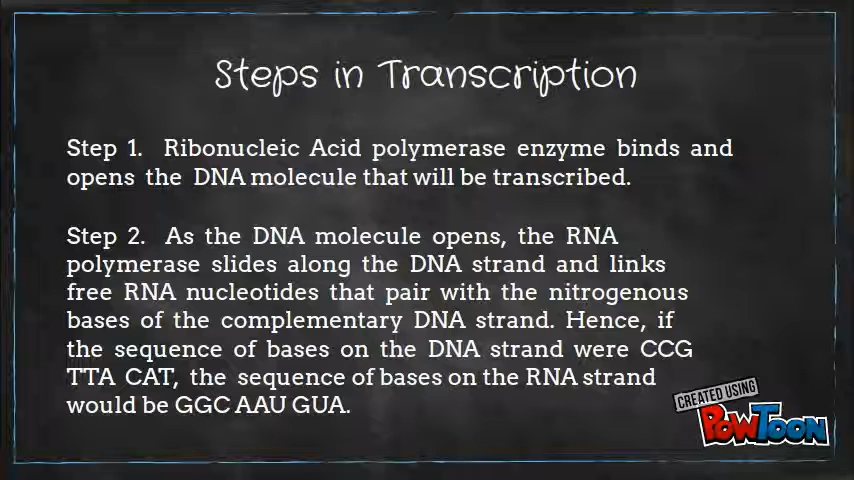 Steps in Transcription
Step 1. Ribonucleic Acid polymerase enzyme binds and
opens the DNA molecule that will be transcribed.
Step 2. As the DNA molecule opens, the RNA
polymerase slides along the DNA strand and links
free RNA nucleotides that pair with the nitrogenous
bases of the complementary DNA strand. Hence, if
the sequence of bases on the DNA strand were CCG
TTA CAT, the sequence of bases on the RNA strand
would be GGC AAU GUA.
CREATED USING
POWTOON